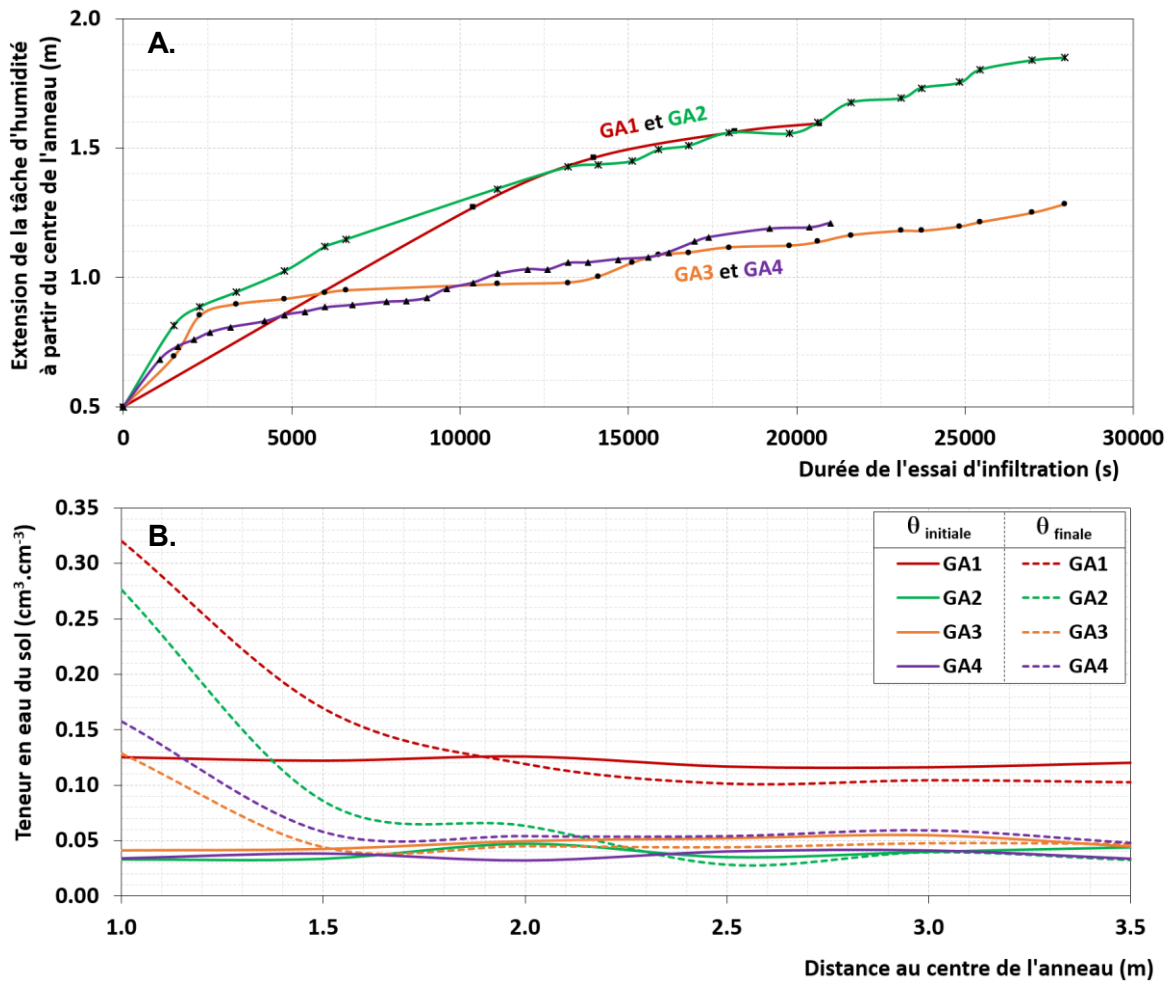 A.
Extension de la tâche d'humidité
à partir du centre de l'anneau (m)
2.0
1.5
1.0
0.5
GA1 et GA2
GA3 et GA4
0 5000 10000 15000 20000 25000 30000
Durée de l'essai d'infiltration (s)
B.
Teneur en eau du sol (cm³.cm⁻³)
0.35
0.30
0.25
0.20
0.15
0.10
0.05
0.00
θ initiale θ finale
GA1 GA1
GA2 GA2
GA3 GA3
GA4 GA4
1.0 1.5 2.0 2.5 3.0 3.5
Distance au centre de l'anneau (m)